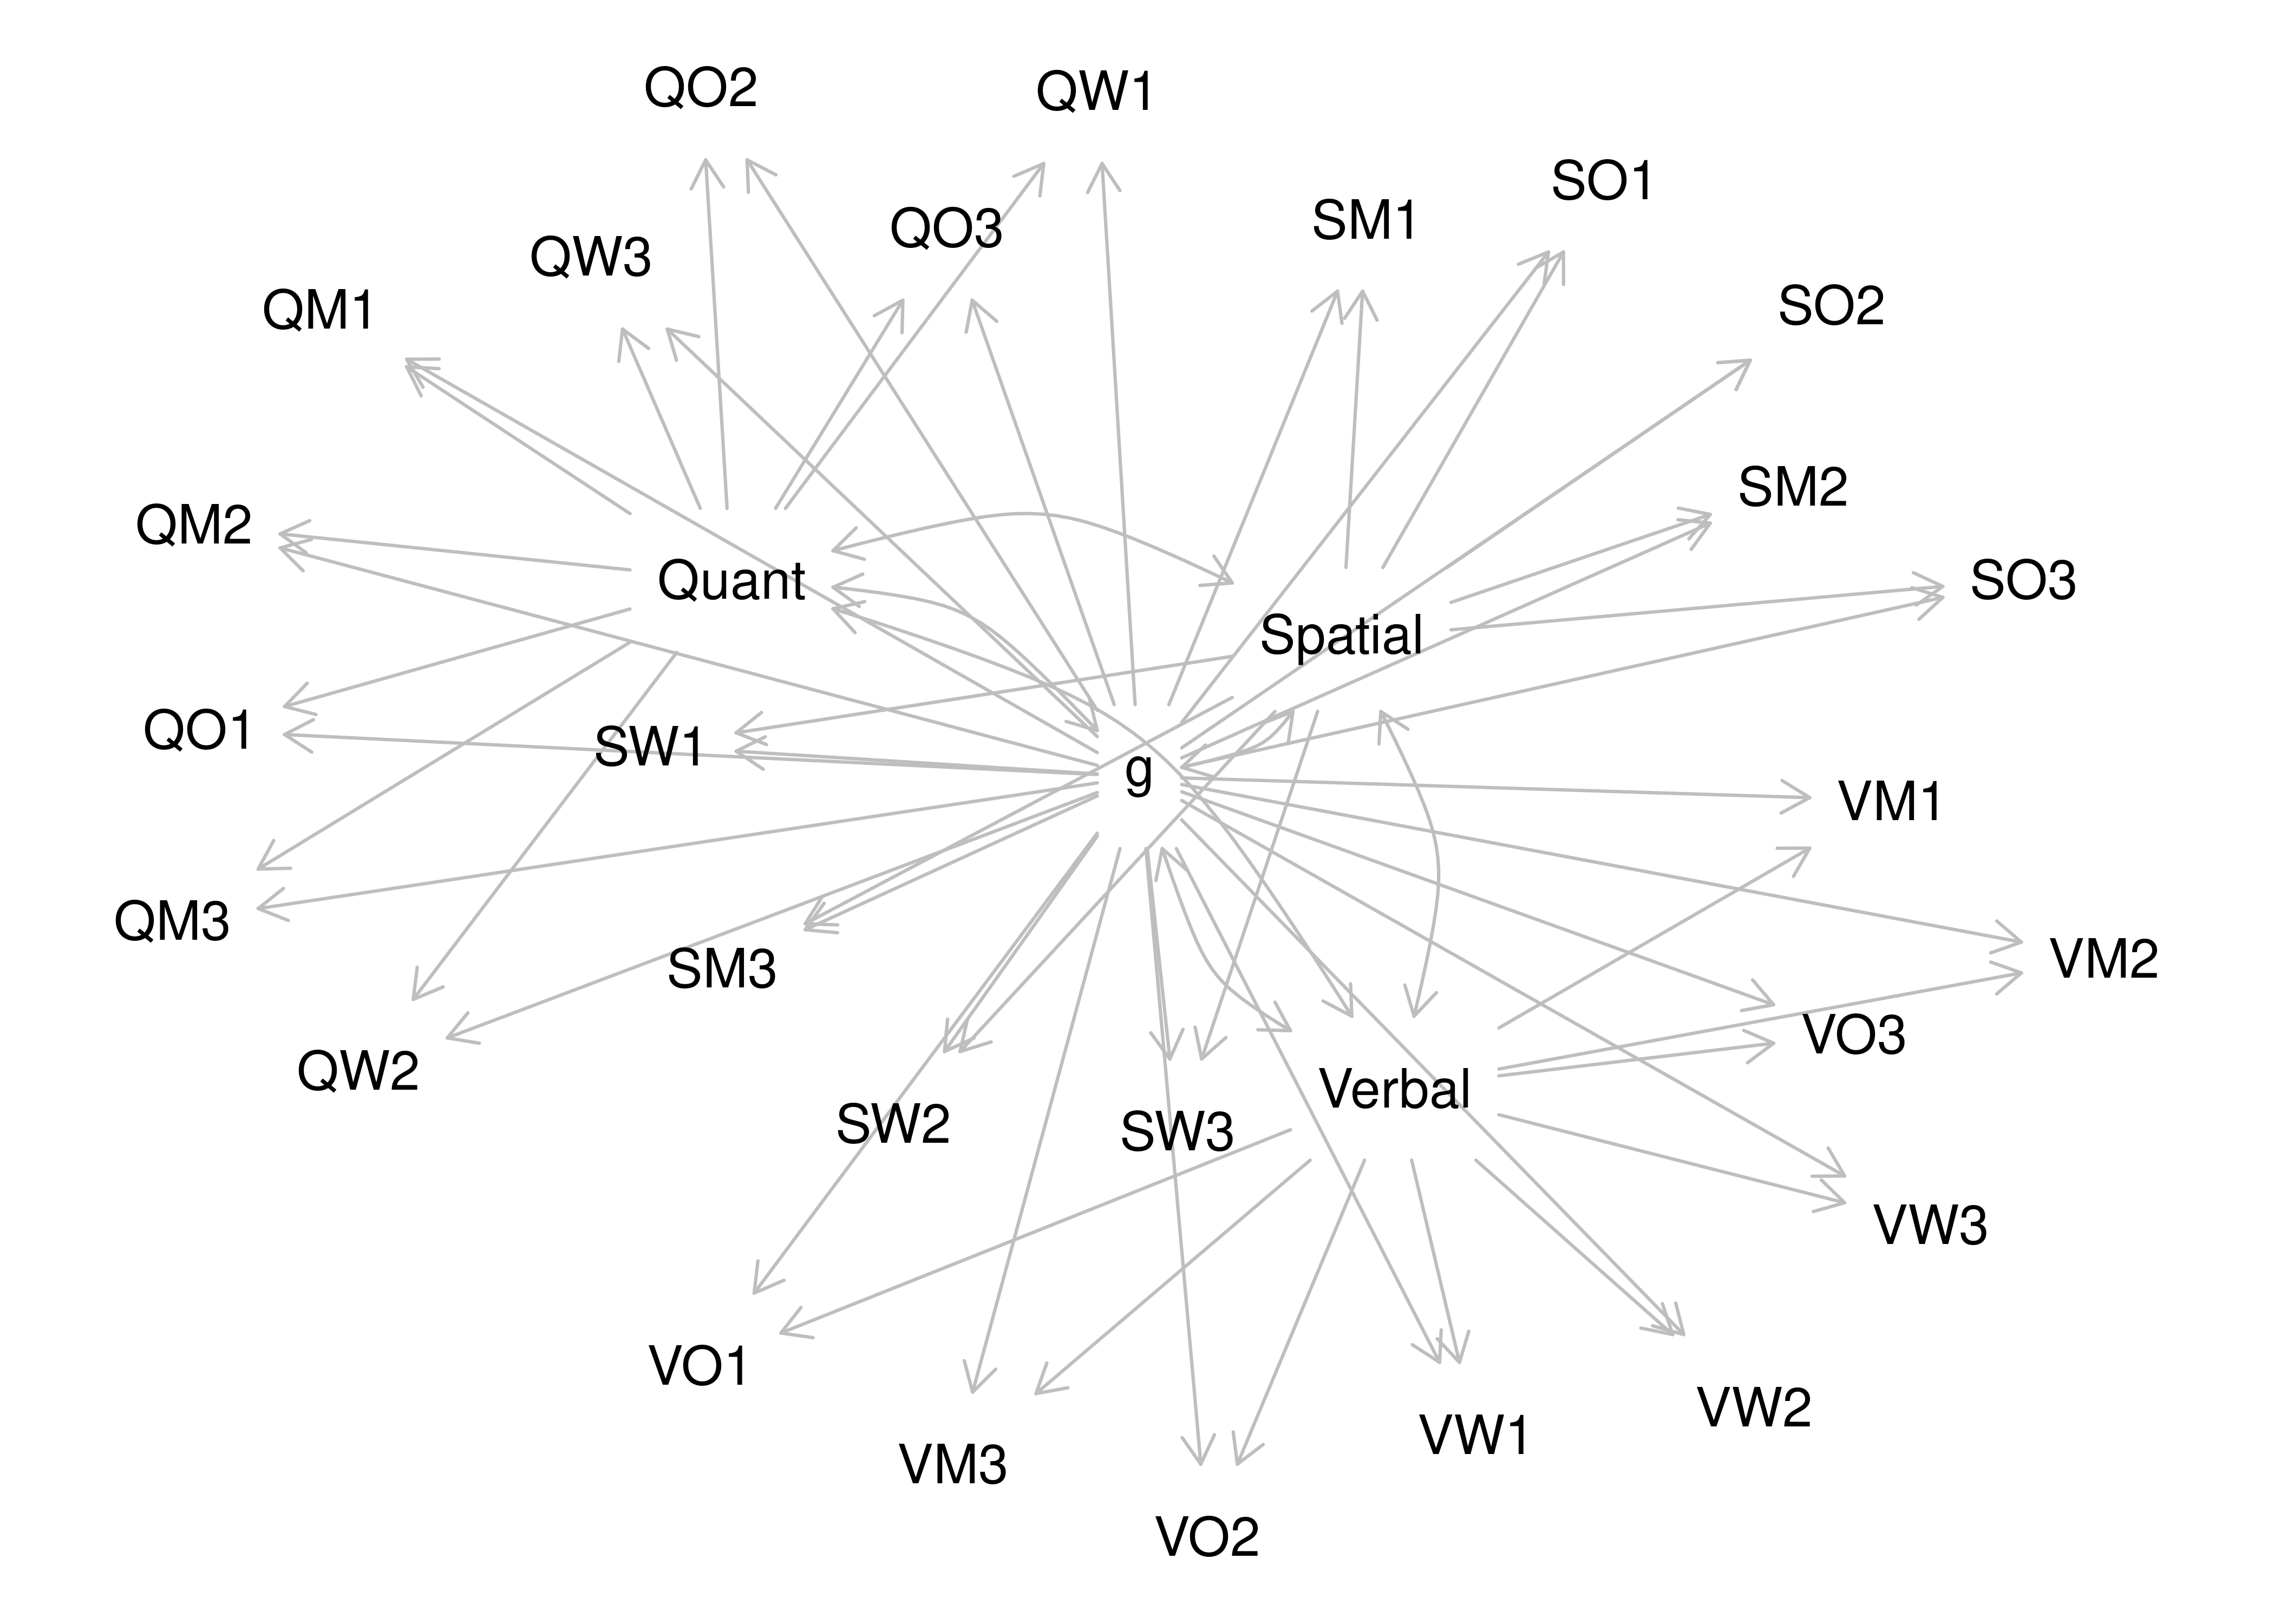 QO2
QW1
SO1
SM1
QO3
QW3
QM1
SO2
SM2
QM2
Quant
SO3
Spatial
QO1
SW1
g
VM1
QM3
SM3
VM2
VO3
QW2
Verbal
SW2
SW3
VW3
VO1
VW2
VW1
VM3
VO2